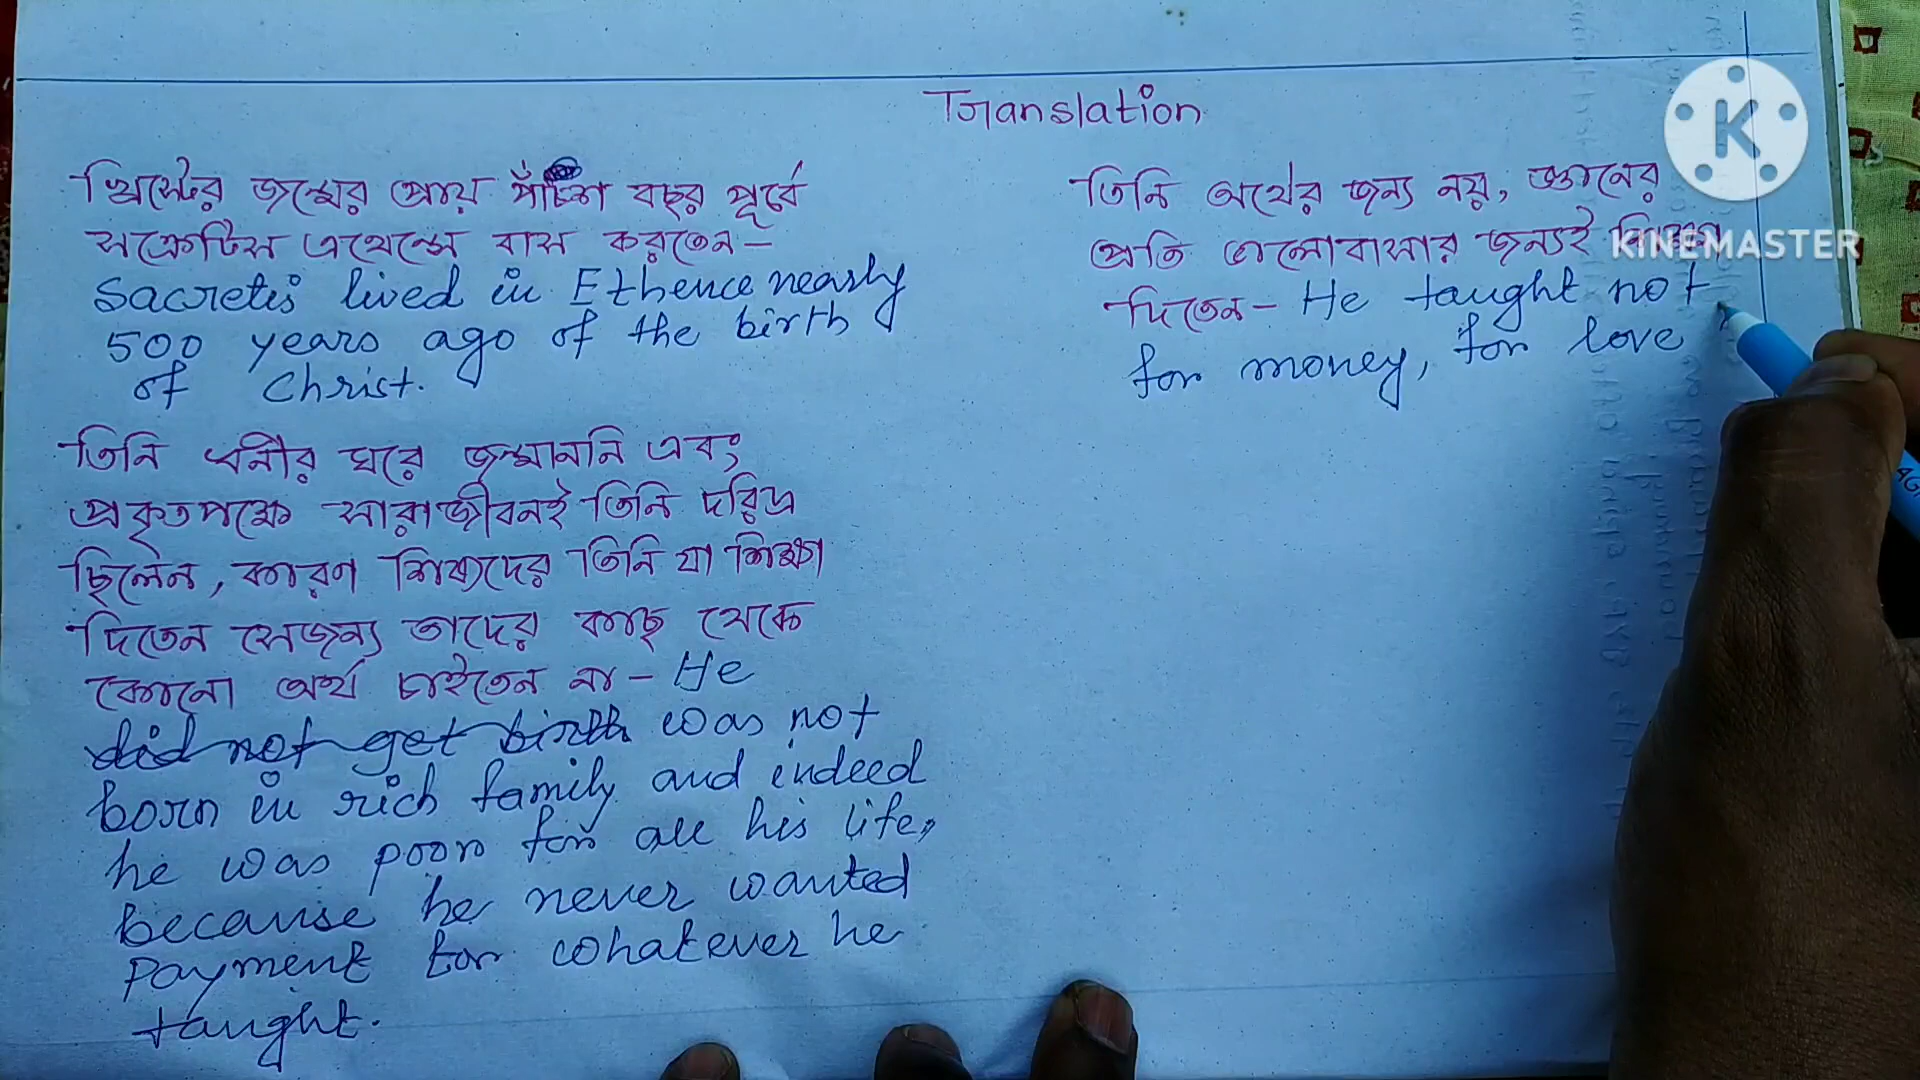 Translation
খ্রিস্টের জন্মের প্রায় পাঁচশ বছর পূর্বে
সক্রেটিস এথেন্সে বাস করতেন-
Sacretis lived in Ethence nearly
500 years ago of the birth
of Christ.
তিনি ধনীর ঘরে জন্মাননি এবং
প্রকৃতপক্ষে সারাজীবনই তিনি দরিদ্র
ছিলেন, কারণ শিষ্যদের তিনি যা শিক্ষা
দিতেন সেজন্য তাদের কাছ থেকে
কোনো অর্থ চাইতেন না- He
did not get birth was not
born in rich family and indeed
he was poor for all his life,
because he never wanted
payment for whatever he
taught.
তিনি অর্থের জন্য নয়, জ্ঞানের
প্রতি ভালোবাসার জন্যই
দিতেন- He taught not
for money, for love
K
KINEMASTER